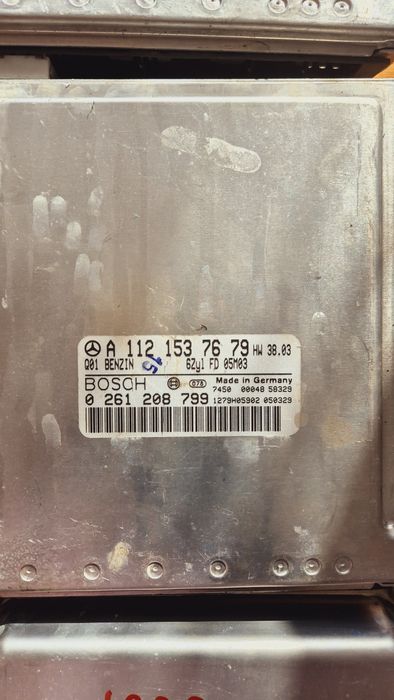 A 112 153 76 79 HW 38.03
Q01 BENZIN 6Zyl FD 05M03
15
BOSCH Made in Germany
7450 00048 58329
0 261 208 799 1279H05902 050329